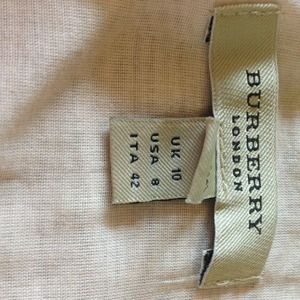 BURBERRY
LONDON
UK 10
USA 8
ITA 42